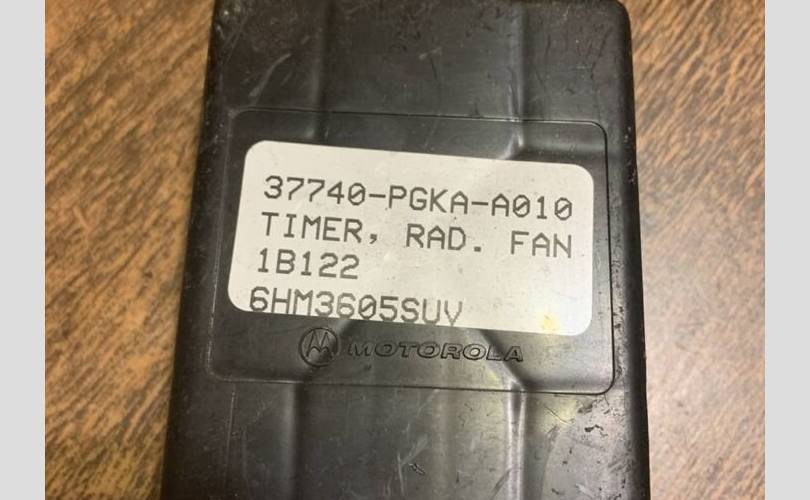 37740-PGKA-A010
TIMER, RAD. FAN
1B122
6HM3605SUV
MOTOROLA